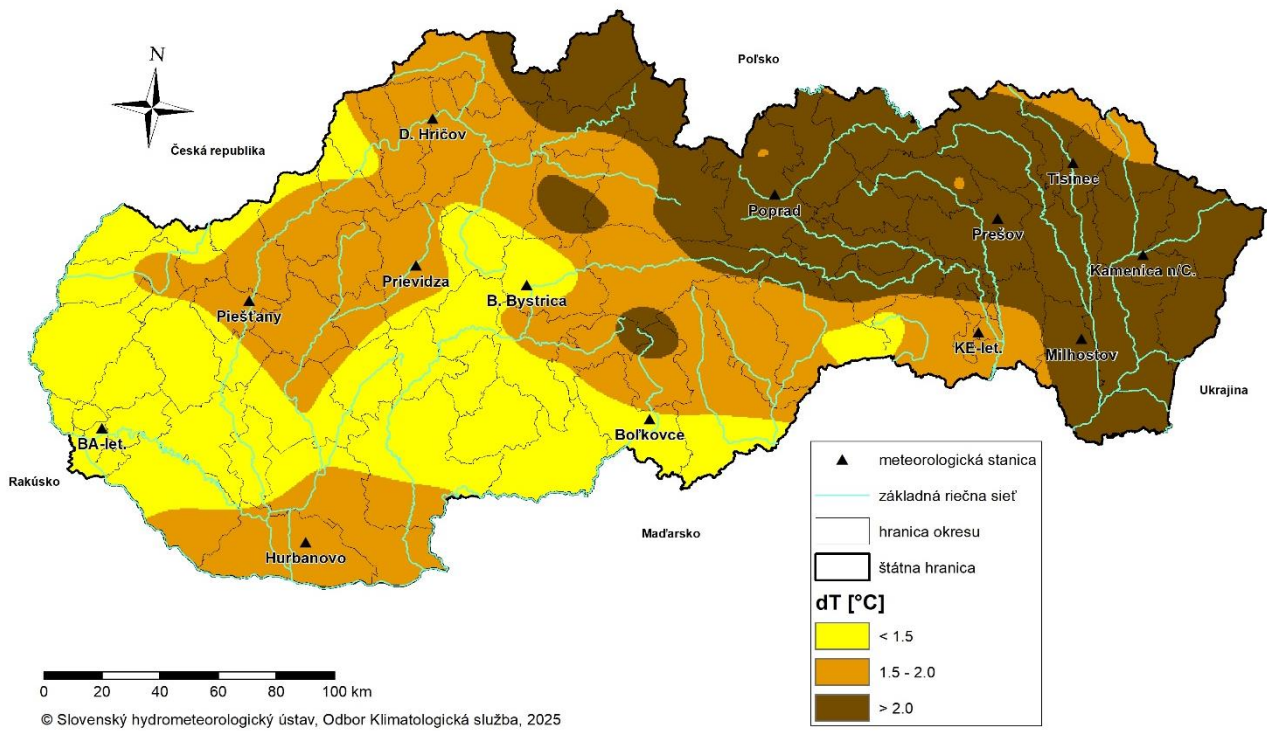 N
Poľsko
Česká republika
D. Hričov
Tisinec
Poprad
Prešov
Kamenica n/C.
Prievidza
B. Bystrica
Piešťany
KE-let.
Milhostov
Ukrajina
Boľkovce
BA-let.
Rakúsko
Maďarsko
Hurbanovo
meteorologická stanica
základná riečna sieť
hranica okresu
štátna hranica
dT [°C]
< 1.5
1.5 - 2.0
> 2.0
0 20 40 60 80 100 km
© Slovenský hydrometeorologický ústav, Odbor Klimatologická služba, 2025